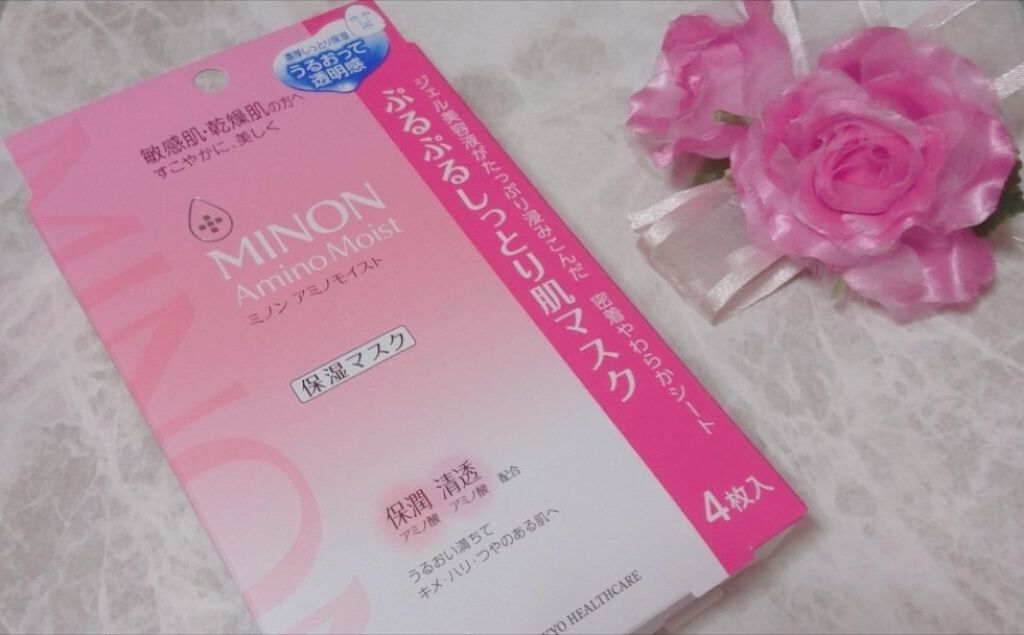 濃厚しっとり保湿
うるおって
透明感
敏感肌・乾燥肌の方へ
すこやかに、美しく
MINON
Amino Moist
ミノン アミノモイスト
保湿マスク
保潤 清透 配合
アミノ酸 アミノ酸
うるおい満ちて
キメ・ハリ・つやのある肌へ
ジェル美容液がたっぷり浸みこんだ 密着やわらかシート
ぷるぷるしっとり肌マスク
4枚入
HEALTHCARE
MINON